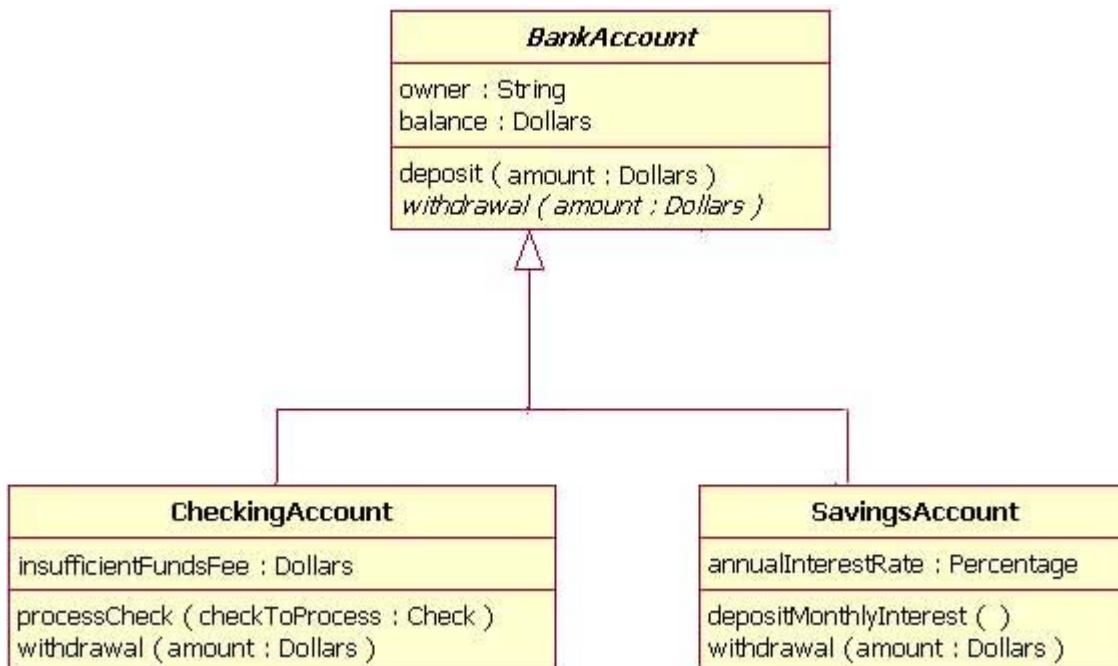 BankAccount
owner : String
balance : Dollars
deposit ( amount : Dollars )
withdrawal ( amount : Dollars )
CheckingAccount
insufficientFundsFee : Dollars
processCheck ( checkToProcess : Check )
withdrawal ( amount : Dollars )
SavingsAccount
annualInterestRate : Percentage
depositMonthlyInterest ( )
withdrawal ( amount : Dollars )